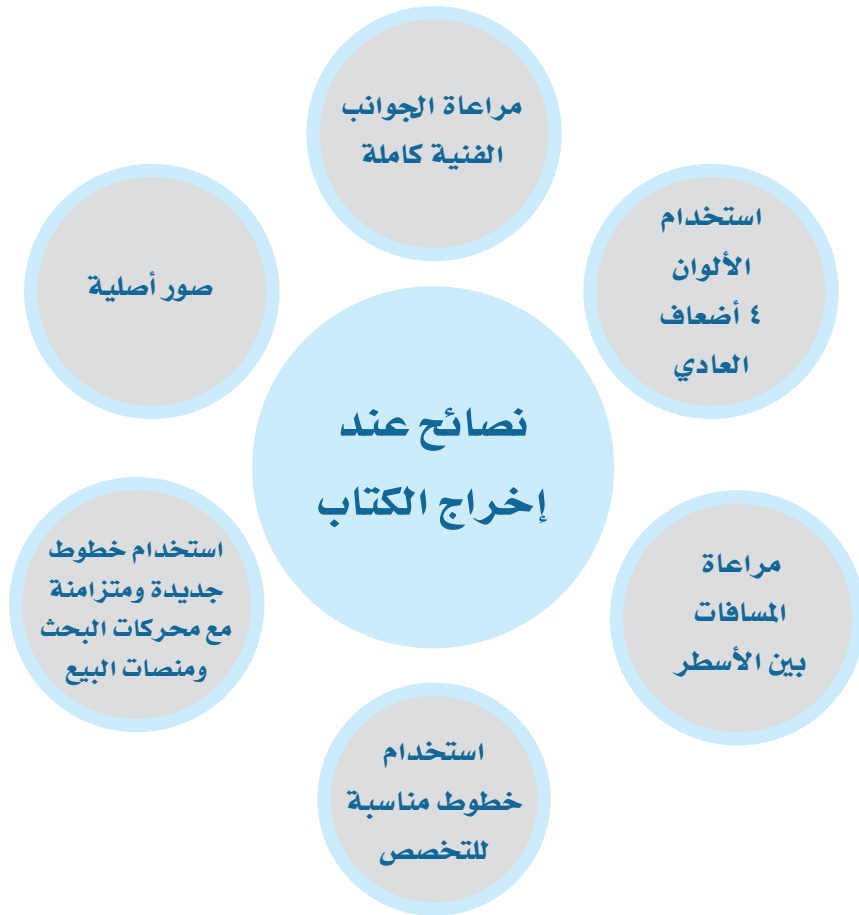 مراعاة الجوانب
الفنية كاملة
استخدام
الألوان
٤ أضعاف
العادي
صور أصلية
نصائح عند
إخراج الكتاب
مراعاة
المسافات
بين الأسطر
استخدام خطوط
جديدة ومتزامنة
مع محركات البحث
ومنصات البيع
استخدام
خطوط مناسبة
للتخصص